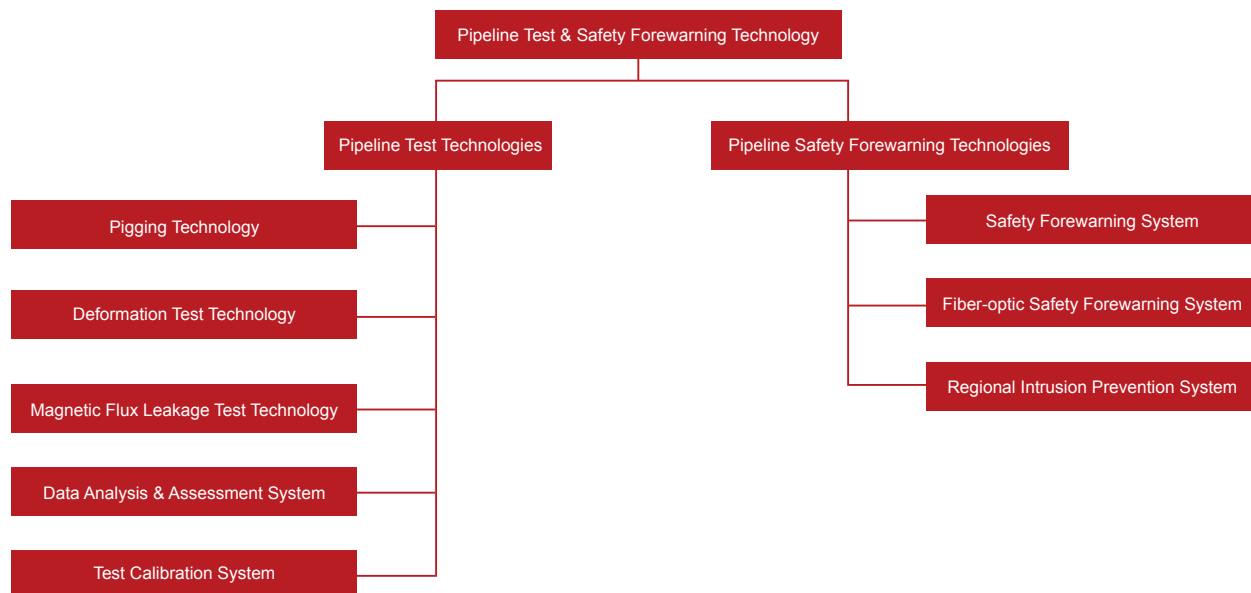 Pipeline Test & Safety Forewarning Technology
Pipeline Test Technologies
Pipeline Safety Forewarning Technologies
Pigging Technology
Deformation Test Technology
Magnetic Flux Leakage Test Technology
Data Analysis & Assessment System
Test Calibration System
Safety Forewarning System
Fiber-optic Safety Forewarning System
Regional Intrusion Prevention System